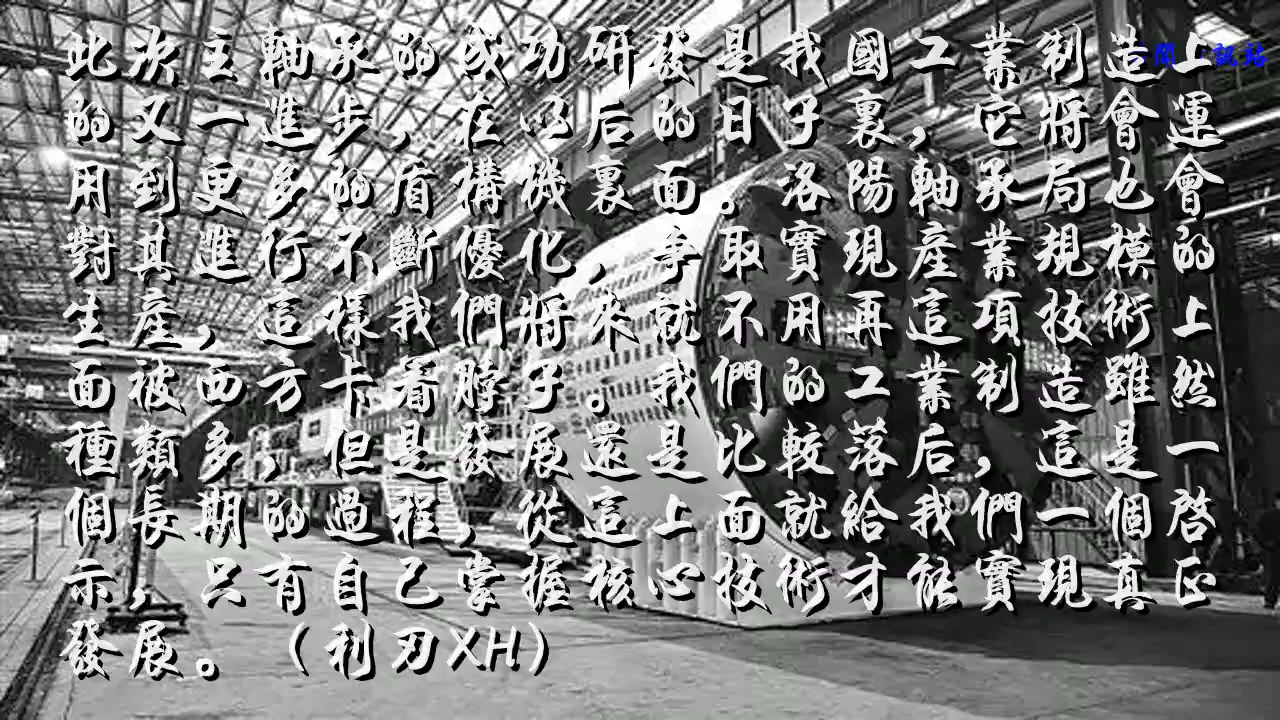 此次主軸承的成功研發是我國工業制造上
的又一進步，在以后的日子裏，它將會運
用到更多的盾構機裏面。洛陽軸承局也會
對其進行不斷優化，爭取實現産業規模的
生産，這樣我們將來就不用再這項技術上
面被西方卡着脖子。我們的工業制造雖然
種類多，但是發展還是比較落后，這是一
個長期的過程，從這上面就給我們一個啓
示，只有自己掌握核心技術才能實現真正
發展。（利刃XH）